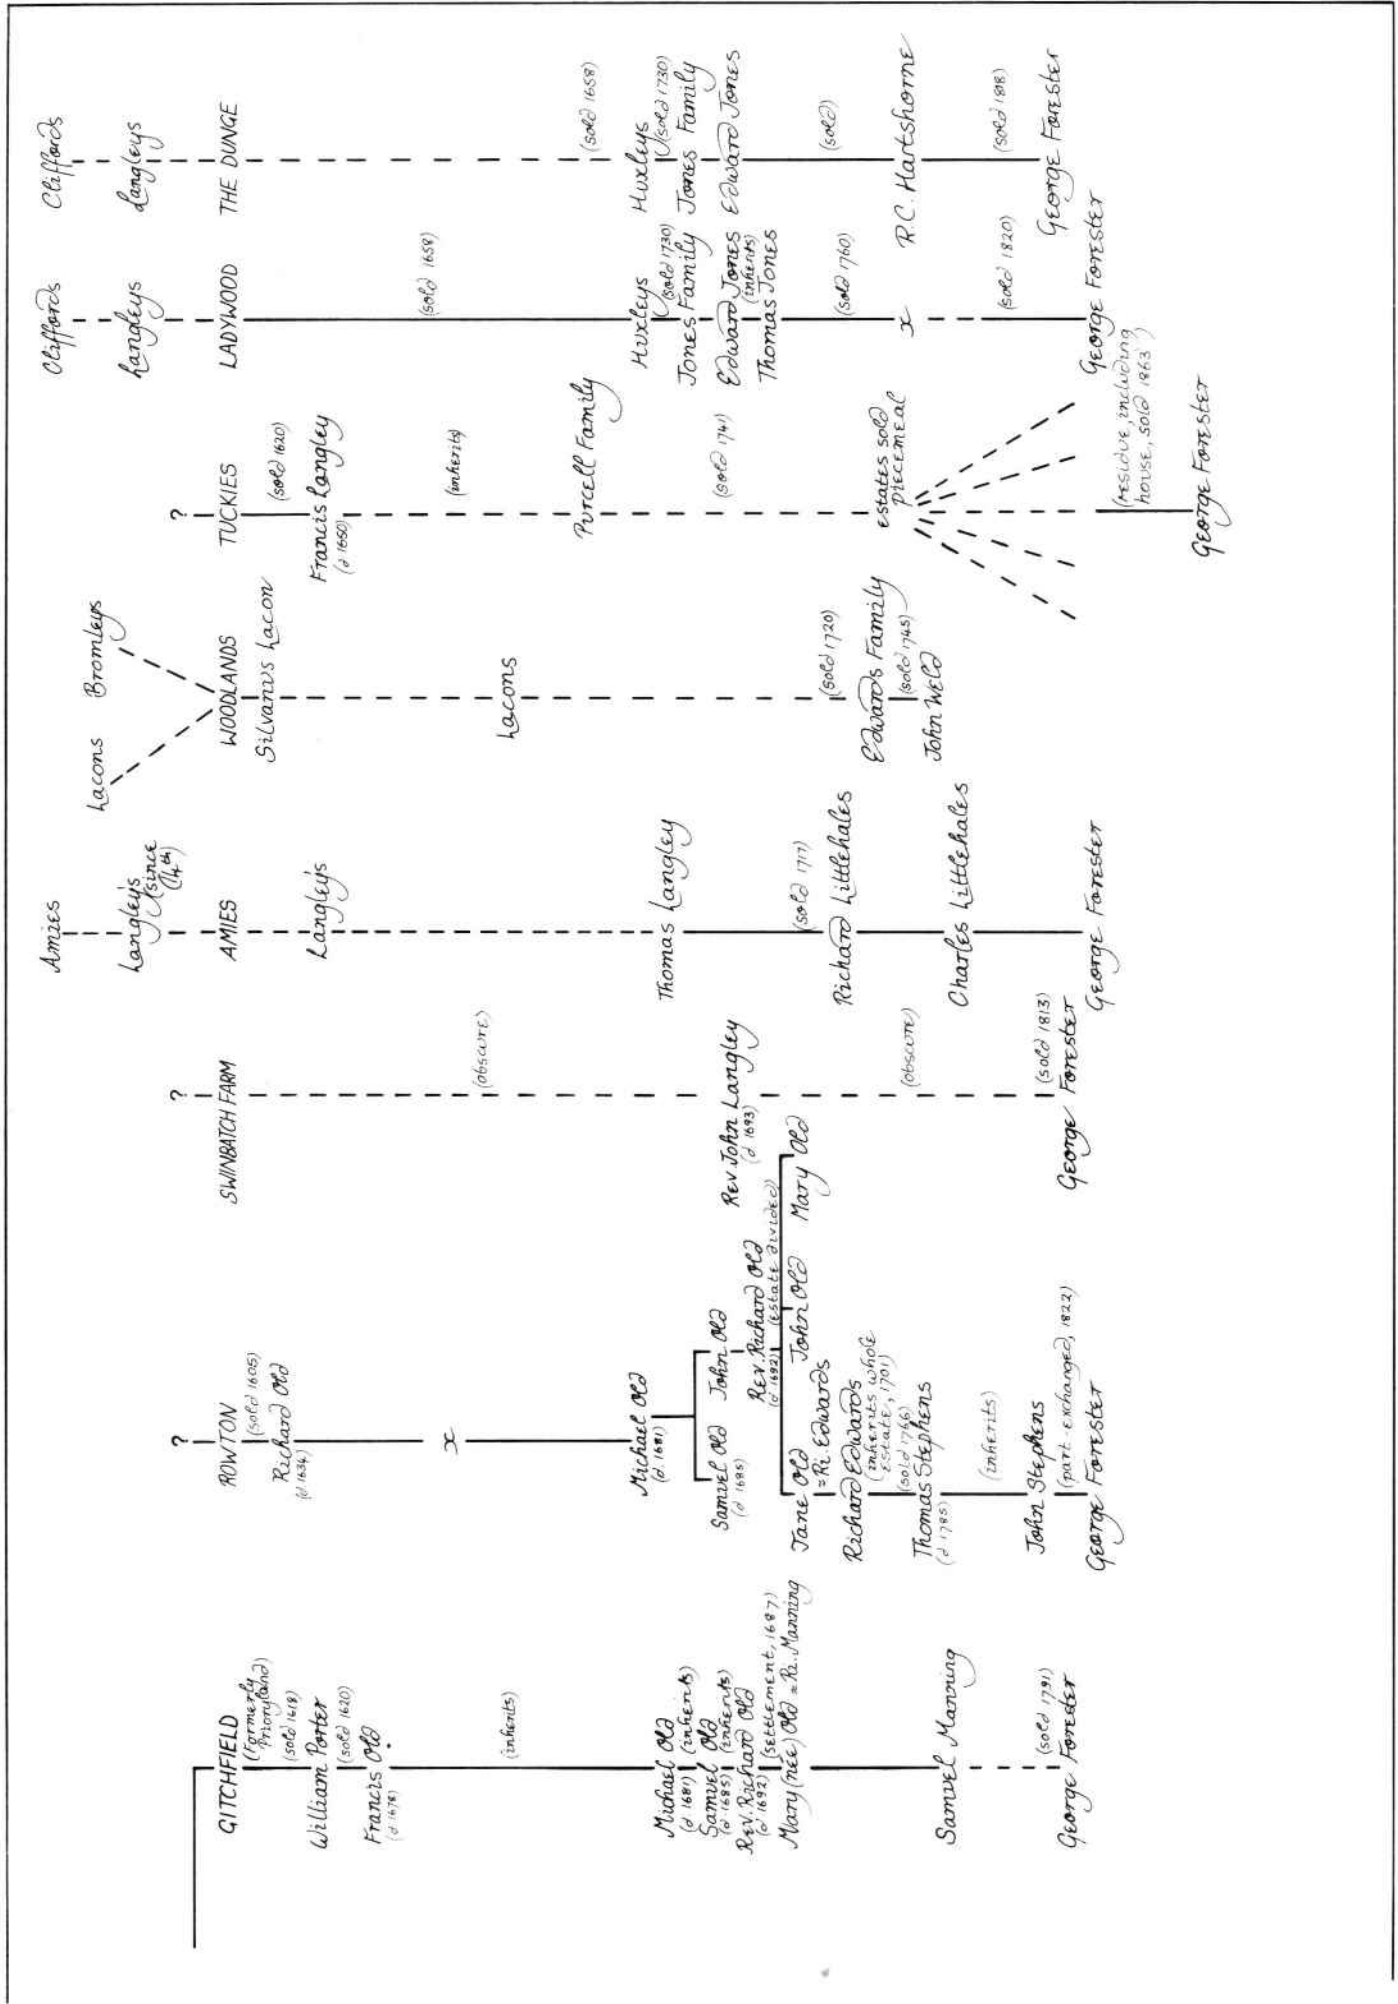 GITCHFIELD
(Formerly
Prioryland)
(sold 1618)
William Porter
(sold 1620)
Francis Old
(d 1678)
(inherits)
Michael Old
(d 1681) (inherits)
Samuel Old
(d 1685) (inherits)
Rev. Richard Old
(d 1692) (settlement, 1687)
Mary (née) Old = Ri. Manning
Samuel Manning
(sold 1791)
George Forester
?
ROWTON
(sold 1605)
Richard Old
(d. 1634)
x
Michael Old
(d. 1681)
Samuel Old John Old
(d 1685)
Rev. Richard Old
(d 1692) (estate divided)
Jane Old John Old Mary Old
= Ri. Edwards
Richard Edwards
(inherits whole
estate, 1701)
(sold 1766)
Thomas Stephens
(d 1785)
(inherits)
John Stephens
(part-exchanged, 1822)
George Forester
?
SWINBATCH FARM
(obscure)
Rev John Langley
(d 1693)
(obscure)
(sold 1813)
George Forester
Amies
Langley's
(since
14th)
AMIES
Langley's
Thomas Langley
(sold 1717)
Richard Littlehales
Charles Littlehales
George Forester
Lacons Bromleys
WOODLANDS
Silvanus Lacon
Lacons
(sold 1720)
Edwards Family
(sold 1745)
John Weld
?
TUCKIES
(sold 1620)
Francis Langley
(d 1650)
(inherits)
Purcell Family
(sold 1741)
Estates sold
piecemeal
(residue, including
house, sold 1863)
George Forester
Cliffords
Langleys
LADYWOOD
(sold 1658)
Huxleys
(sold 1730)
Jones Family
Edward Jones
(inherits)
Thomas Jones
(sold 1760)
x
(sold 1820)
George Forester
Cliffords
Langleys
THE DUNGE
(sold 1658)
Huxleys
(sold 1730)
Jones Family
Edward Jones
(sold)
R.C. Hartshorne
(sold 1818)
George Forester